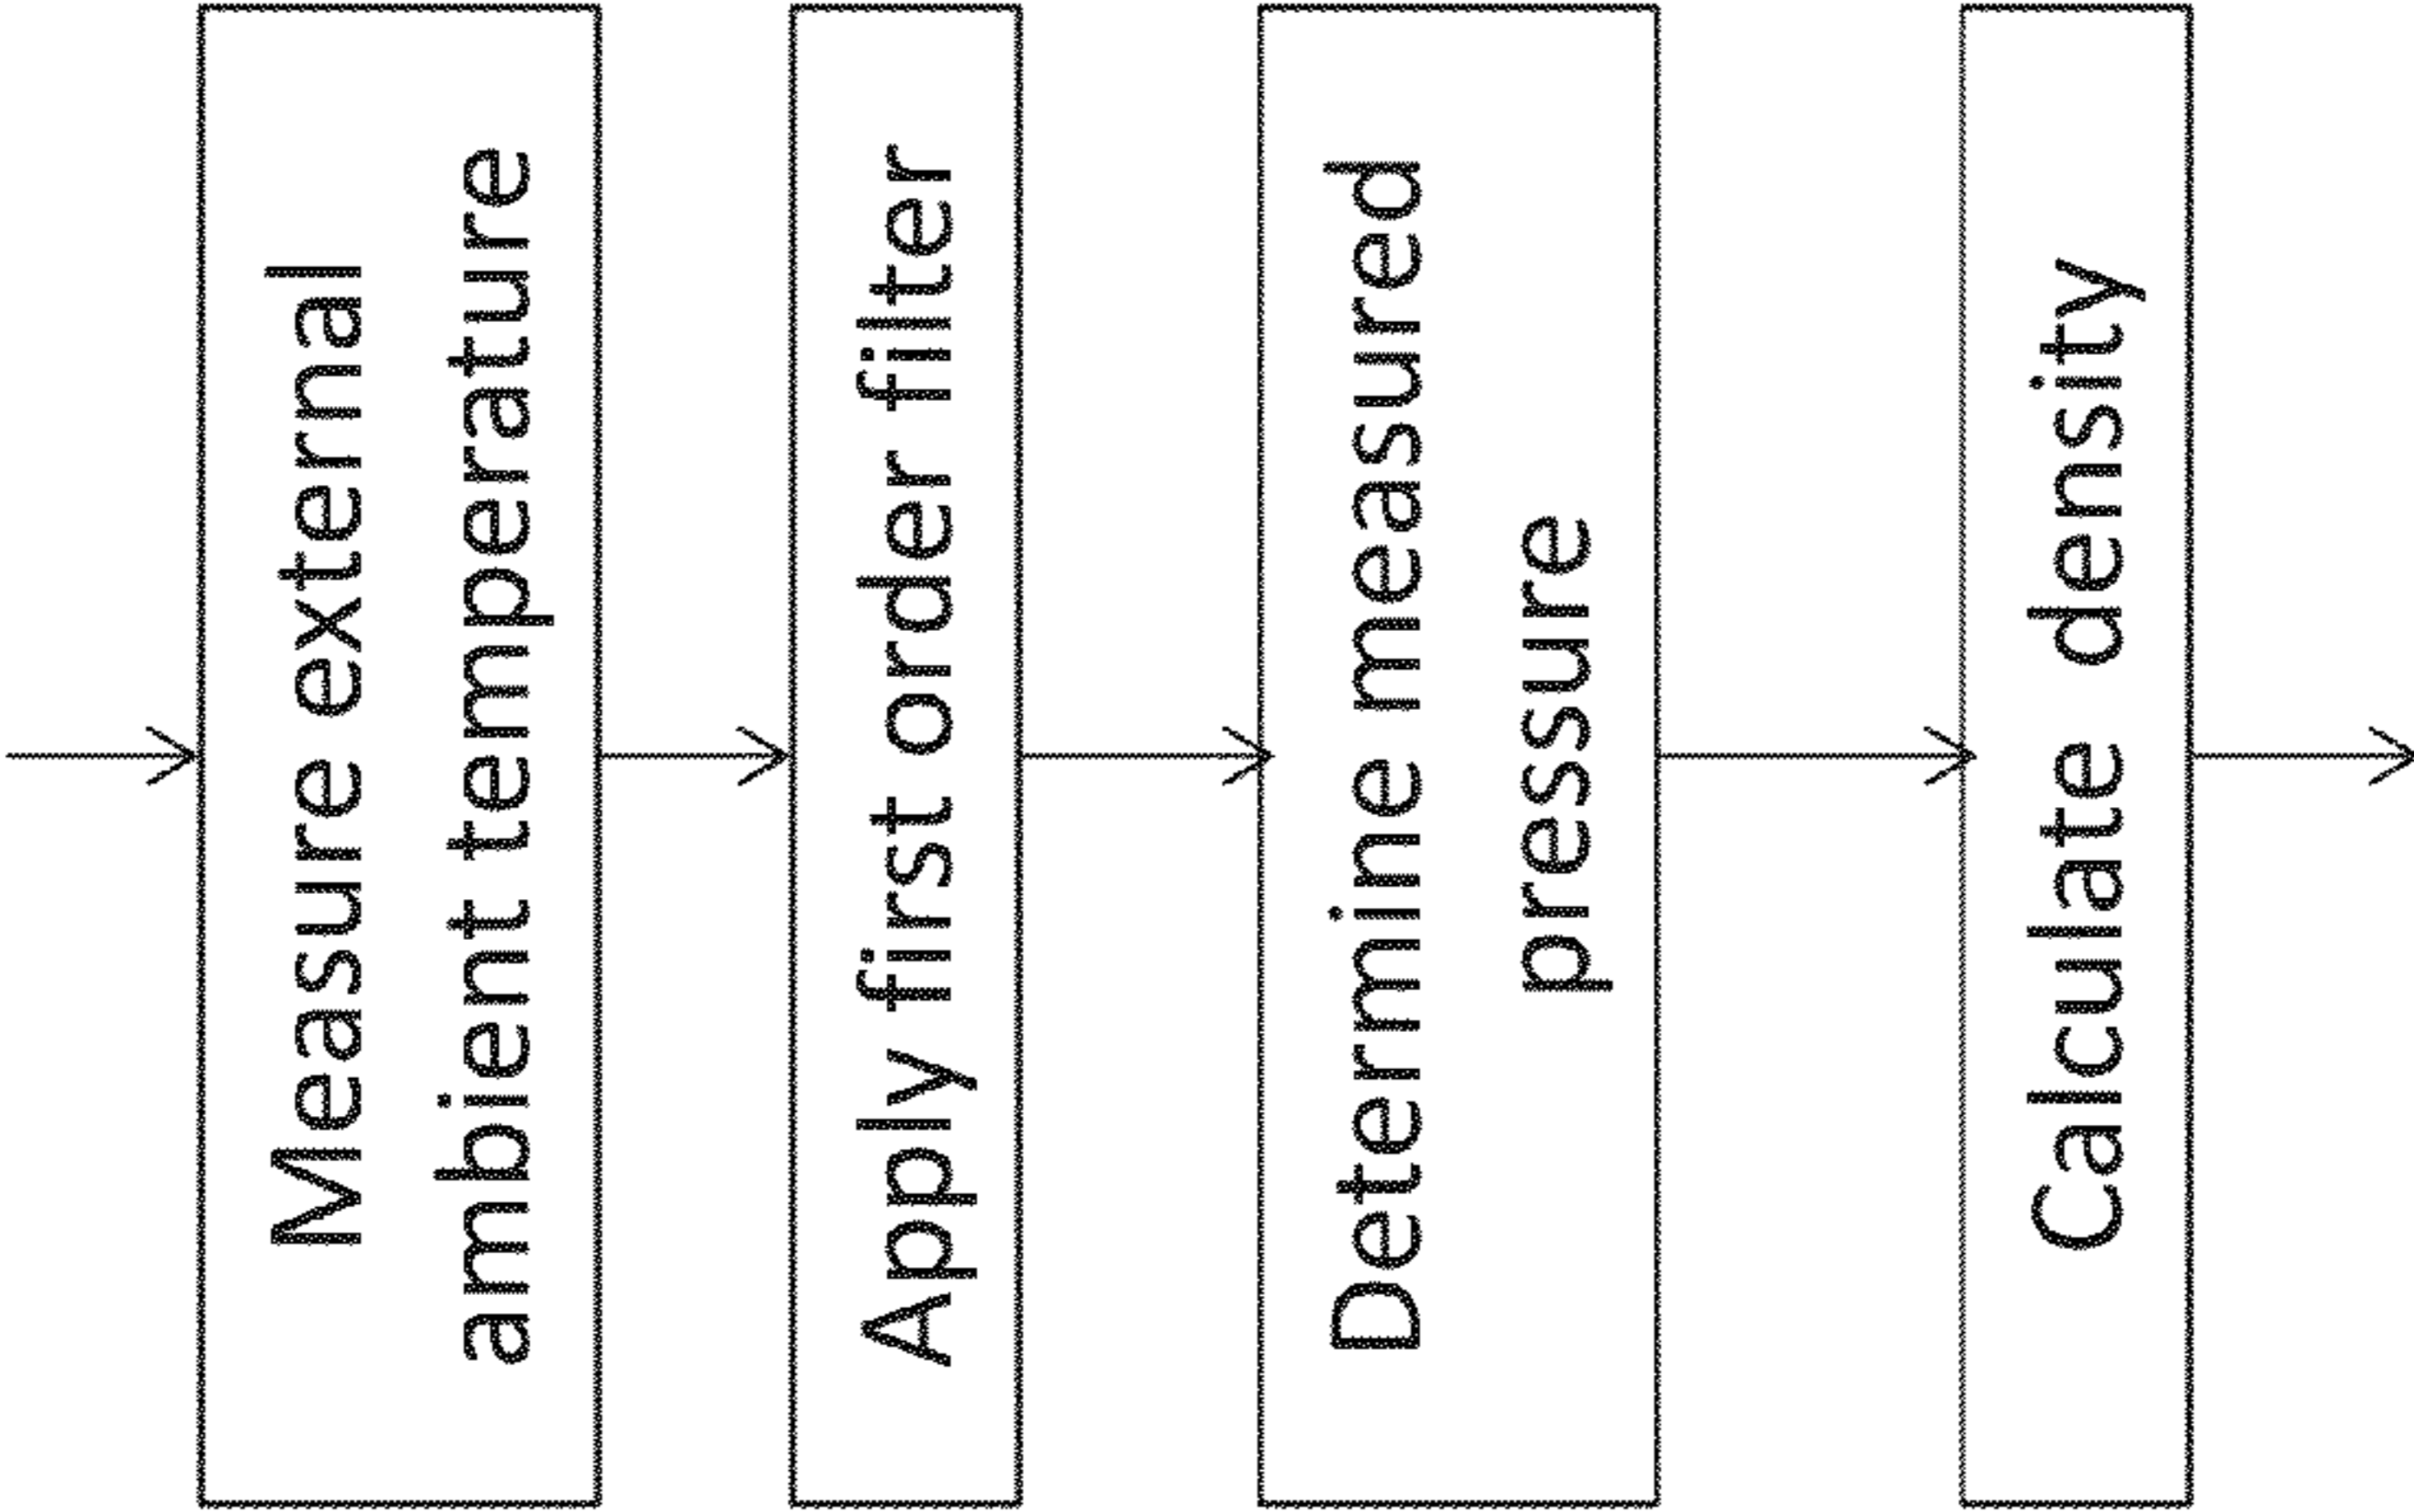 Measure external
ambient temperature
Apply first order filter
Determine measured
pressure
Calculate density